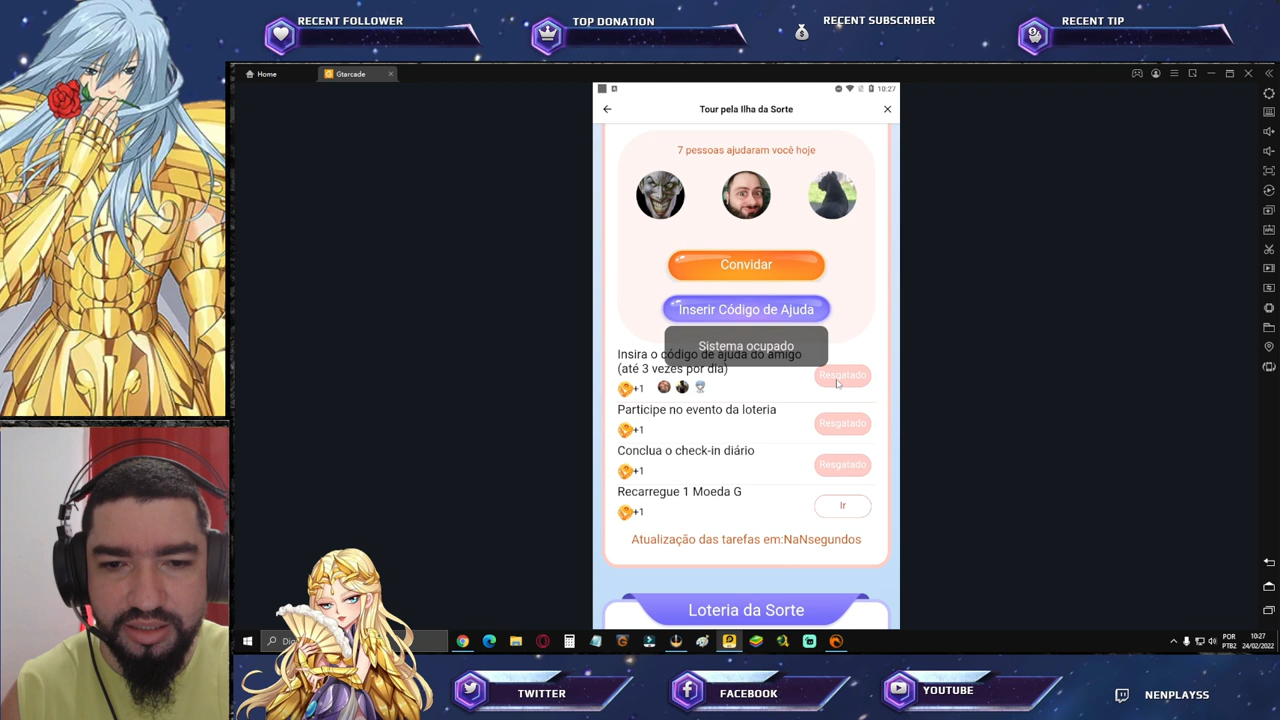 RECENT FOLLOWER
TOP DONATION
RECENT SUBSCRIBER
RECENT TIP
Home
Gtarcade
10:27
Tour pela Ilha da Sorte
7 pessoas ajudaram você hoje
Convidar
Inserir Código de Ajuda
Sistema ocupado
Insira o código de ajuda do amigo
(até 3 vezes por dia)
Resgatado
+1
Participe no evento da loteria
Resgatado
+1
Conclua o check-in diário
Resgatado
+1
Recarregue 1 Moeda G
Ir
+1
Atualização das tarefas em:NaNsegundos
Loteria da Sorte
POR
PTB2
10:27
24/02/2022
TWITTER
FACEBOOK
YOUTUBE
NENPLAYSS